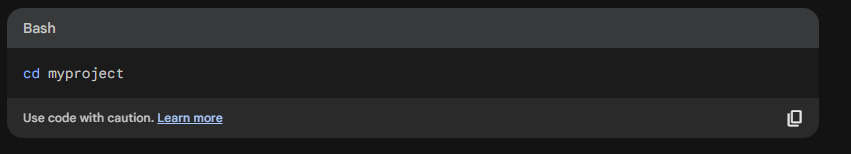 Bash
cd myproject
Use code with caution. Learn more